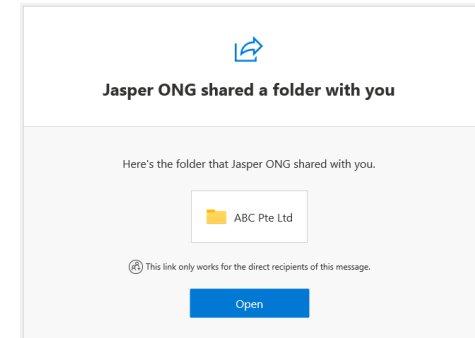 Jasper ONG shared a folder with you
Here's the folder that Jasper ONG shared with you.
ABC Pte Ltd
This link only works for the direct recipients of this message.
Open